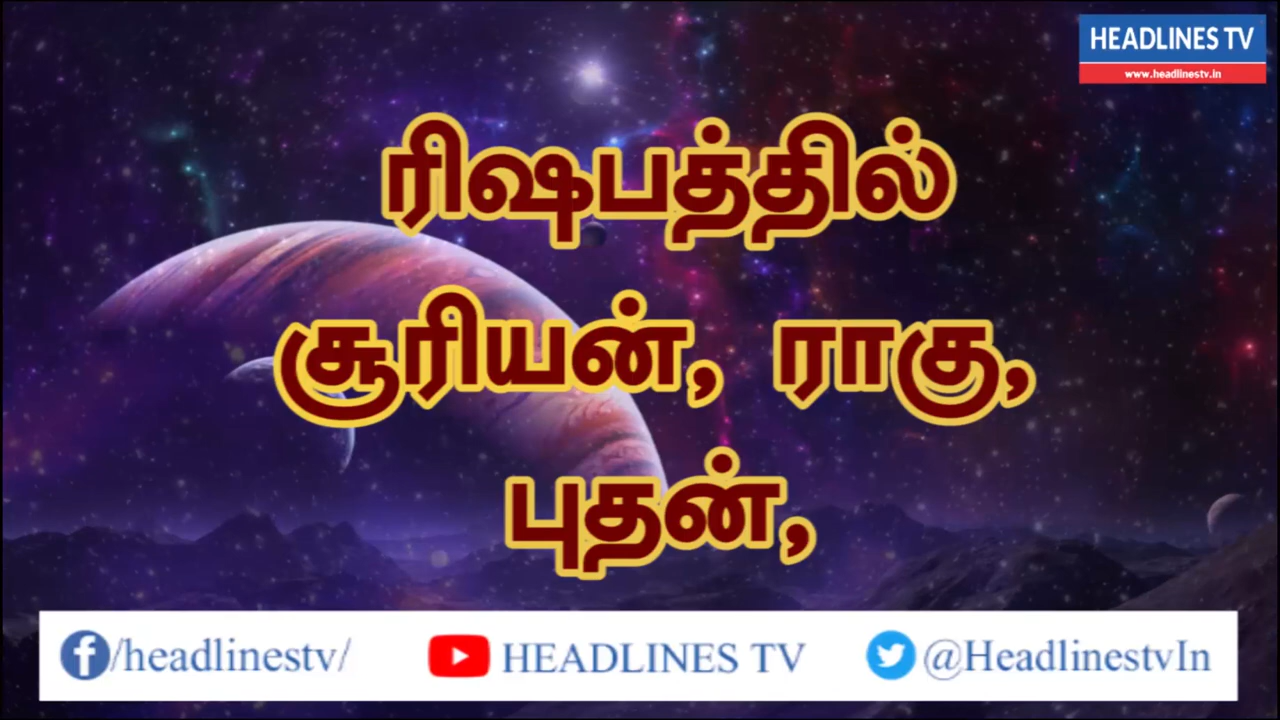 HEADLINES TV
www.headlinestv.in
ரிஷபத்தில்
சூரியன், ராகு,
புதன்,
/headlinestv/ HEADLINES TV @HeadlinestvIn